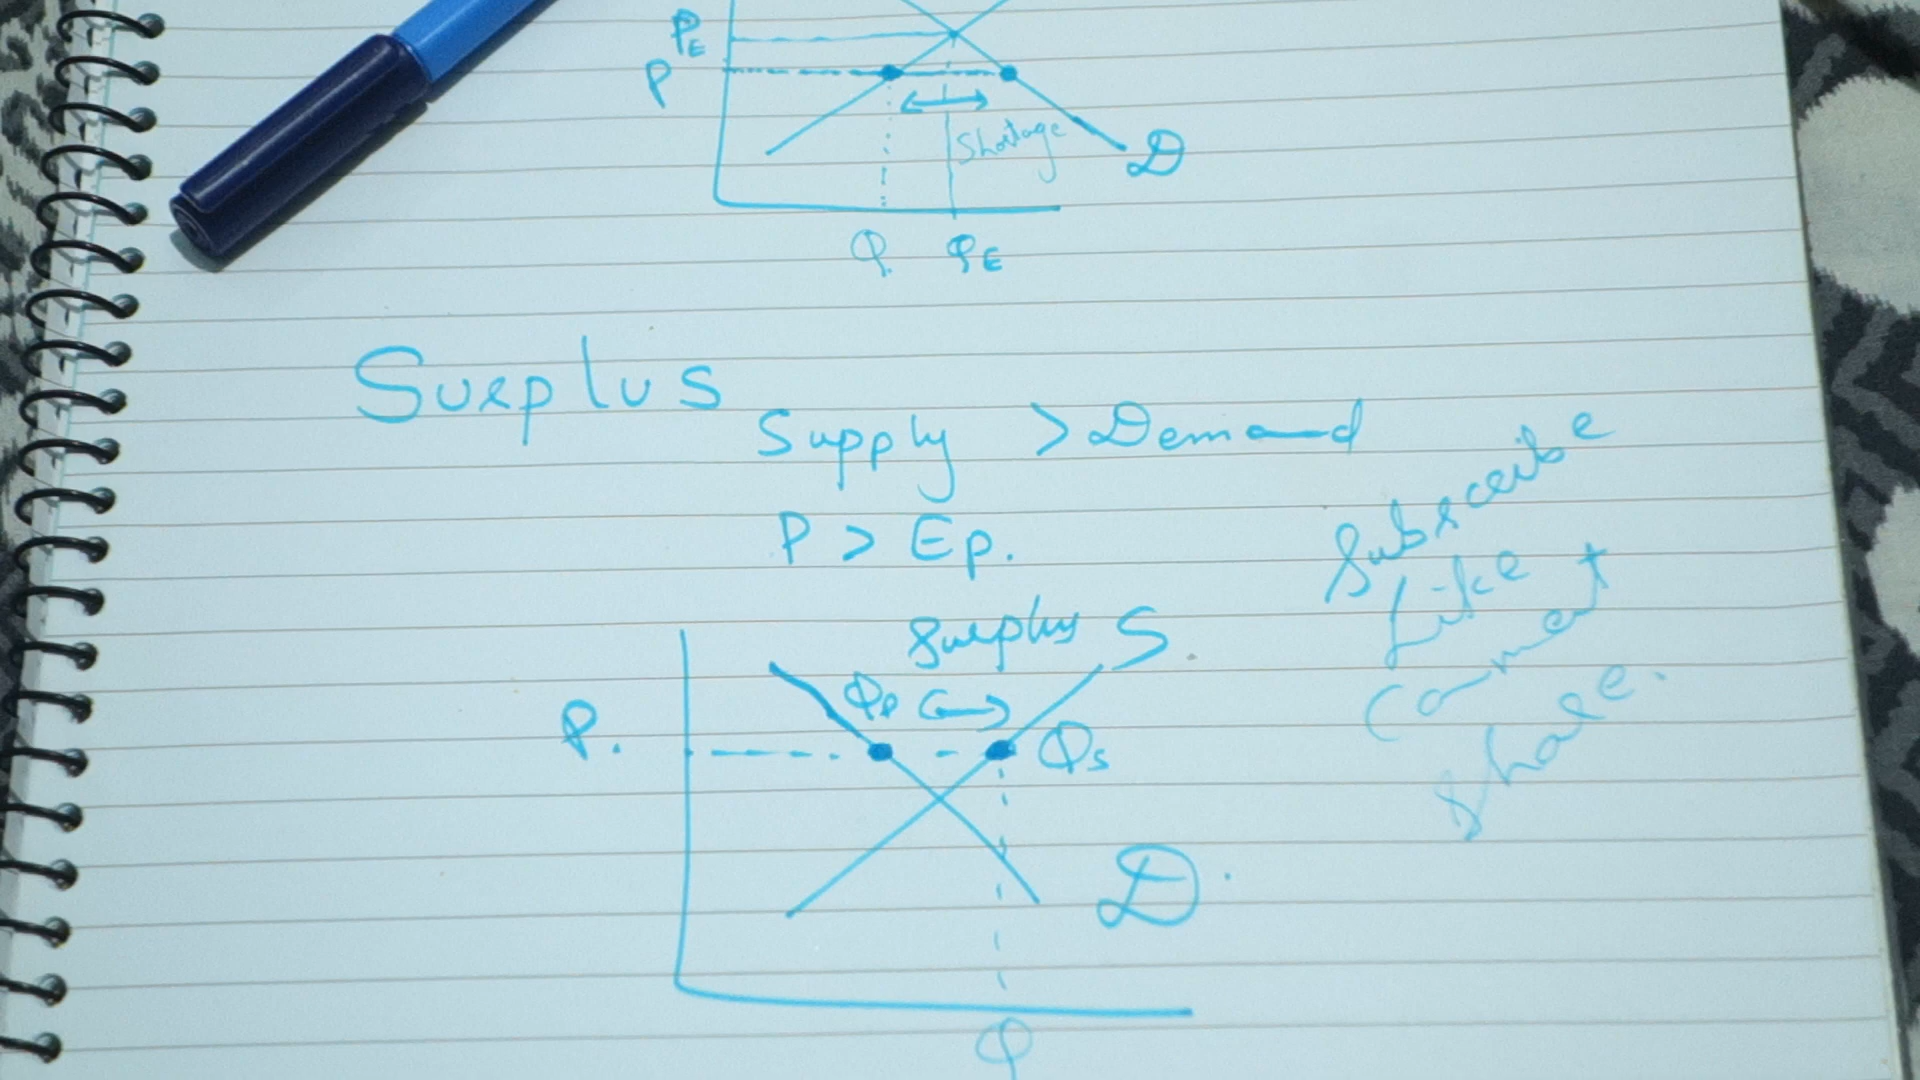 PE
P
Shortage
D
Q QE
Surplus
Supply > Demand
P > Ep.
Surplus S
QD
P.
Qs
D
Q
Subscribe
Like
Comment
Share.